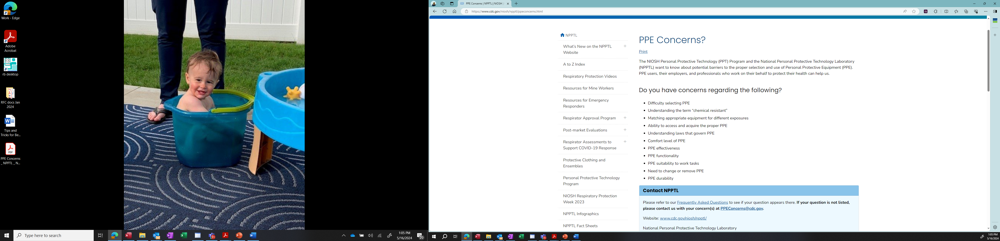 Work - Edge
Adobe
Acrobat
rb desktop
RFC docs Jan
2024
Tips and
Tricks for Be...
PDF
PPE Concerns
_ NPPTL _ N...
Type here to search
9+
1:05 PM
5/16/2024
20
PPE Concerns | NPPTL | NIOSH |
https://www.cdc.gov/niosh/npptl/ppeconcerns.html
NPPTL
What's New on the NPPTL
Website
A to Z Index
Respiratory Protection Videos
Resources for Mine Workers
Resources for Emergency
Responders
Respirator Approval Program
Post-market Evaluations
Respirator Assessments to
Support COVID-19 Response
Protective Clothing and
Ensembles
Personal Protective Technology
Program
NIOSH Respiratory Protection
Week 2023
NPPTL Infographics
NPPTL Fact Sheets
PPE Concerns?
Print
The NIOSH Personal Protective Technology (PPT) Program and the National Personal Protective Technology Laboratory
(NPPTL) want to know about potential barriers to the proper selection and use of Personal Protective Equipment (PPE).
PPE users, their employers, and professionals who work on their behalf to protect their health can help us.
Do you have concerns regarding the following?
• Difficulty selecting PPE
• Understanding the term “chemical resistant”
• Matching appropriate equipment for different exposures
• Ability to access and acquire the proper PPE
• Understanding laws that govern PPE
• Comfort level of PPE
• PPE effectiveness
• PPE functionality
• PPE suitability to work tasks
• Need to change or remove PPE
• PPE durability
Contact NPPTL
Please refer to our Frequently Asked Questions to see if your question appears there. If your question is not listed,
please contact us with your concern(s) at PPEConcerns@cdc.gov.
Website: www.cdc.gov/niosh/npptl/
National Personal Protective Technology Laboratory
1:05 PM
5/16/2024